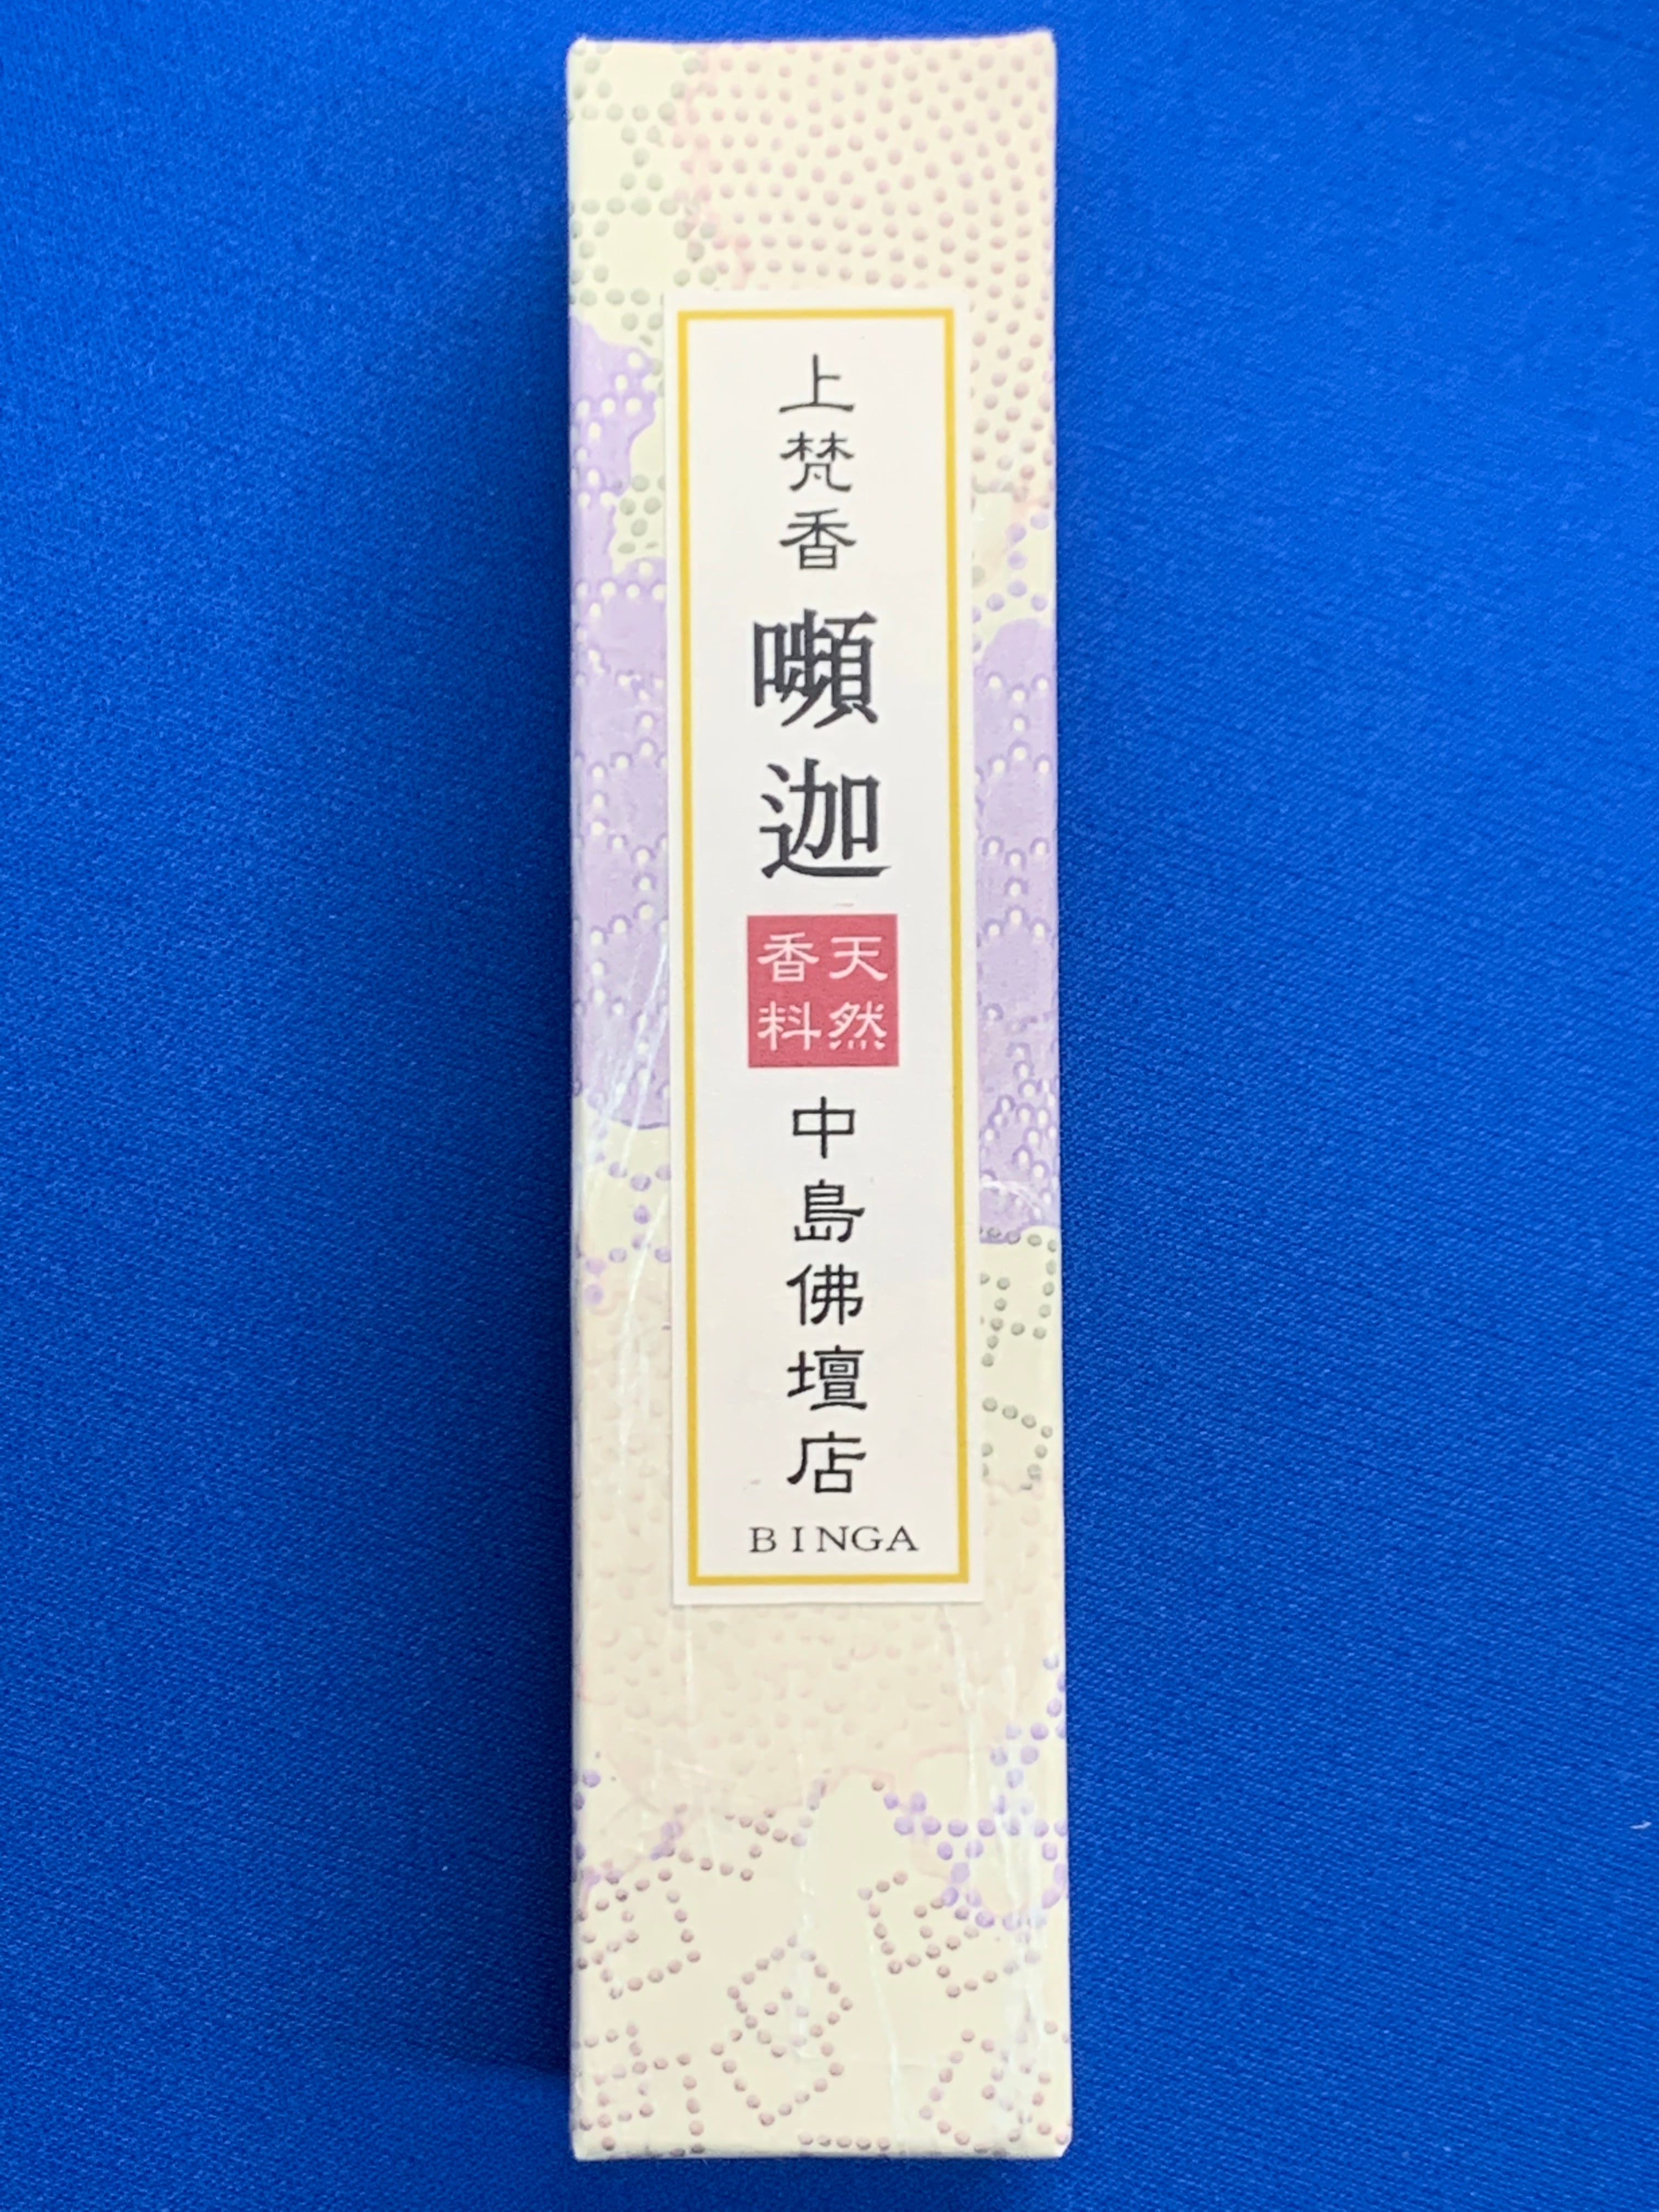 上梵香
嚬迦
天然
香料
中島佛壇店
BINGA